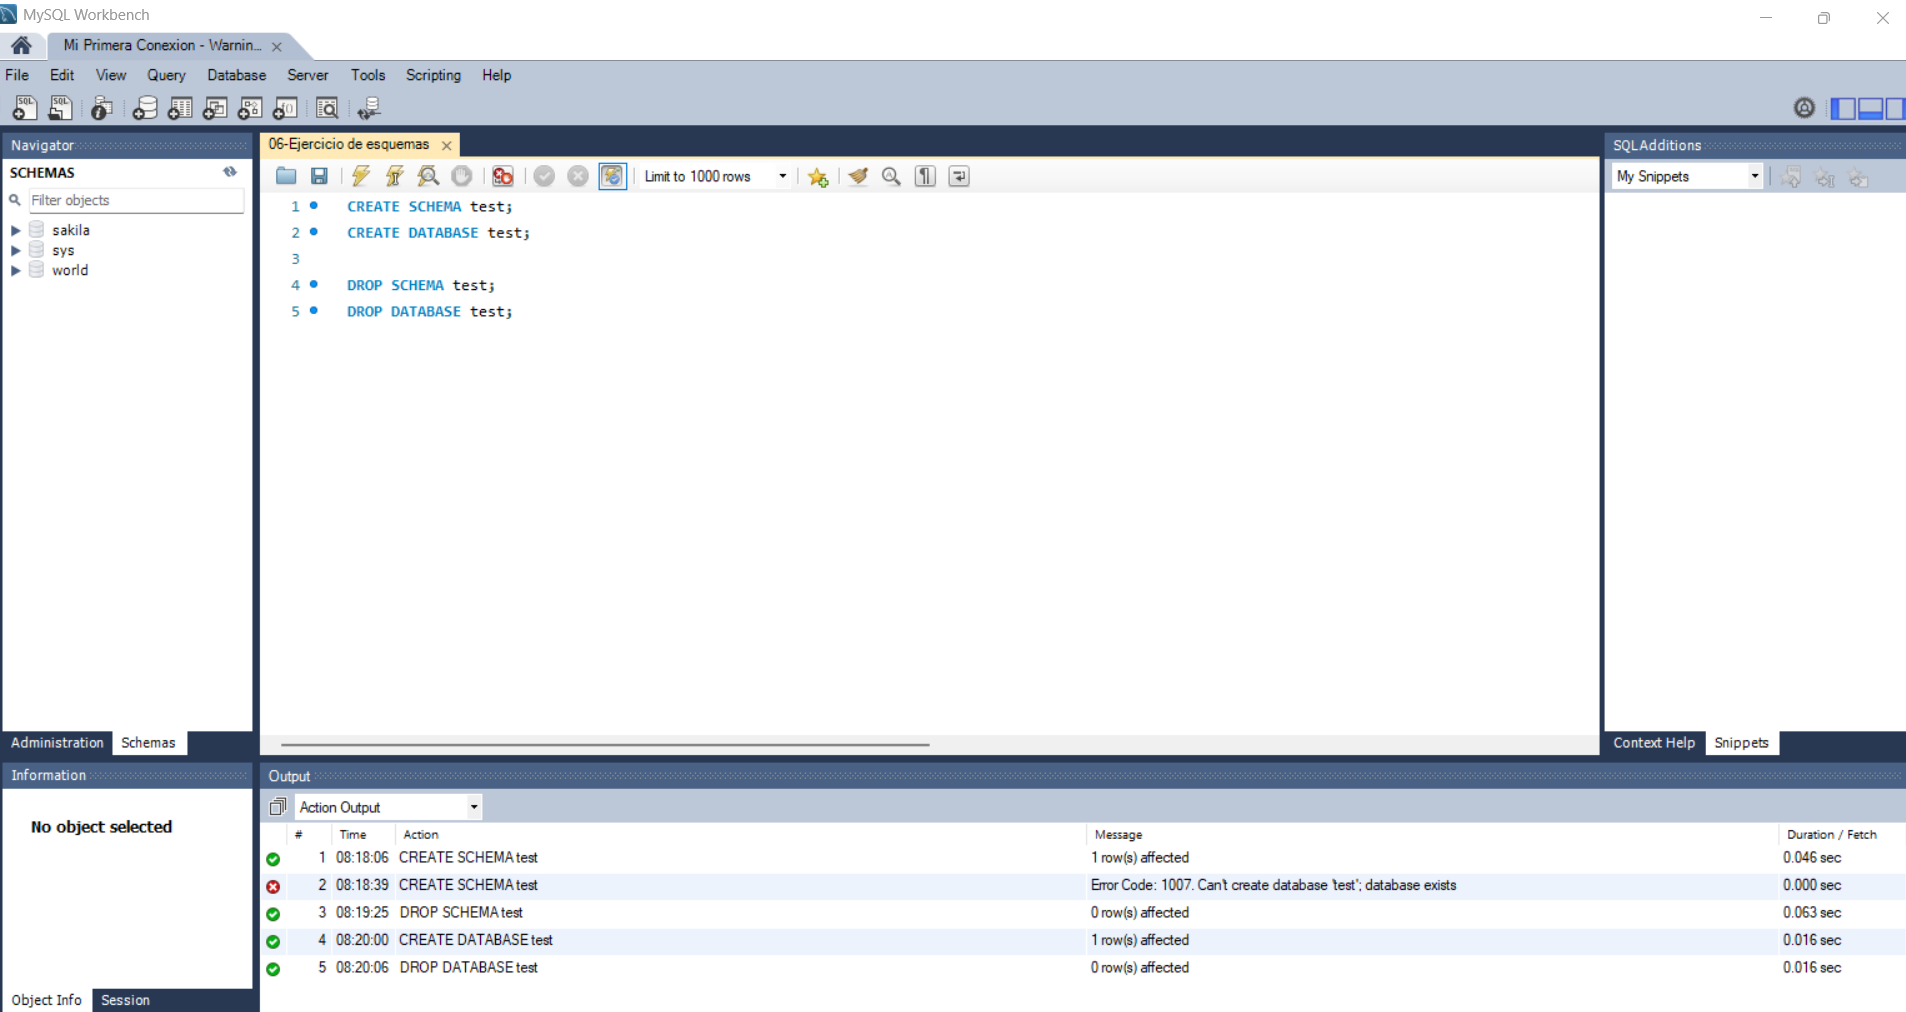 MySQL Workbench
Mi Primera Conexion - Warnin...
File Edit View Query Database Server Tools Scripting Help
Navigator
SCHEMAS
Filter objects
sakila
sys
world
Administration Schemas
Information
No object selected
Object Info Session
06-Ejercicio de esquemas
Limit to 1000 rows
1 CREATE SCHEMA test;
2 CREATE DATABASE test;
3
4 DROP SCHEMA test;
5 DROP DATABASE test;
SQLAdditions
My Snippets
Context Help Snippets
Output
Action Output
# Time Action Message Duration / Fetch
1 08:18:06 CREATE SCHEMA test 1 row(s) affected 0.046 sec
2 08:18:39 CREATE SCHEMA test Error Code: 1007. Can't create database 'test'; database exists 0.000 sec
3 08:19:25 DROP SCHEMA test 0 row(s) affected 0.063 sec
4 08:20:00 CREATE DATABASE test 1 row(s) affected 0.016 sec
5 08:20:06 DROP DATABASE test 0 row(s) affected 0.016 sec